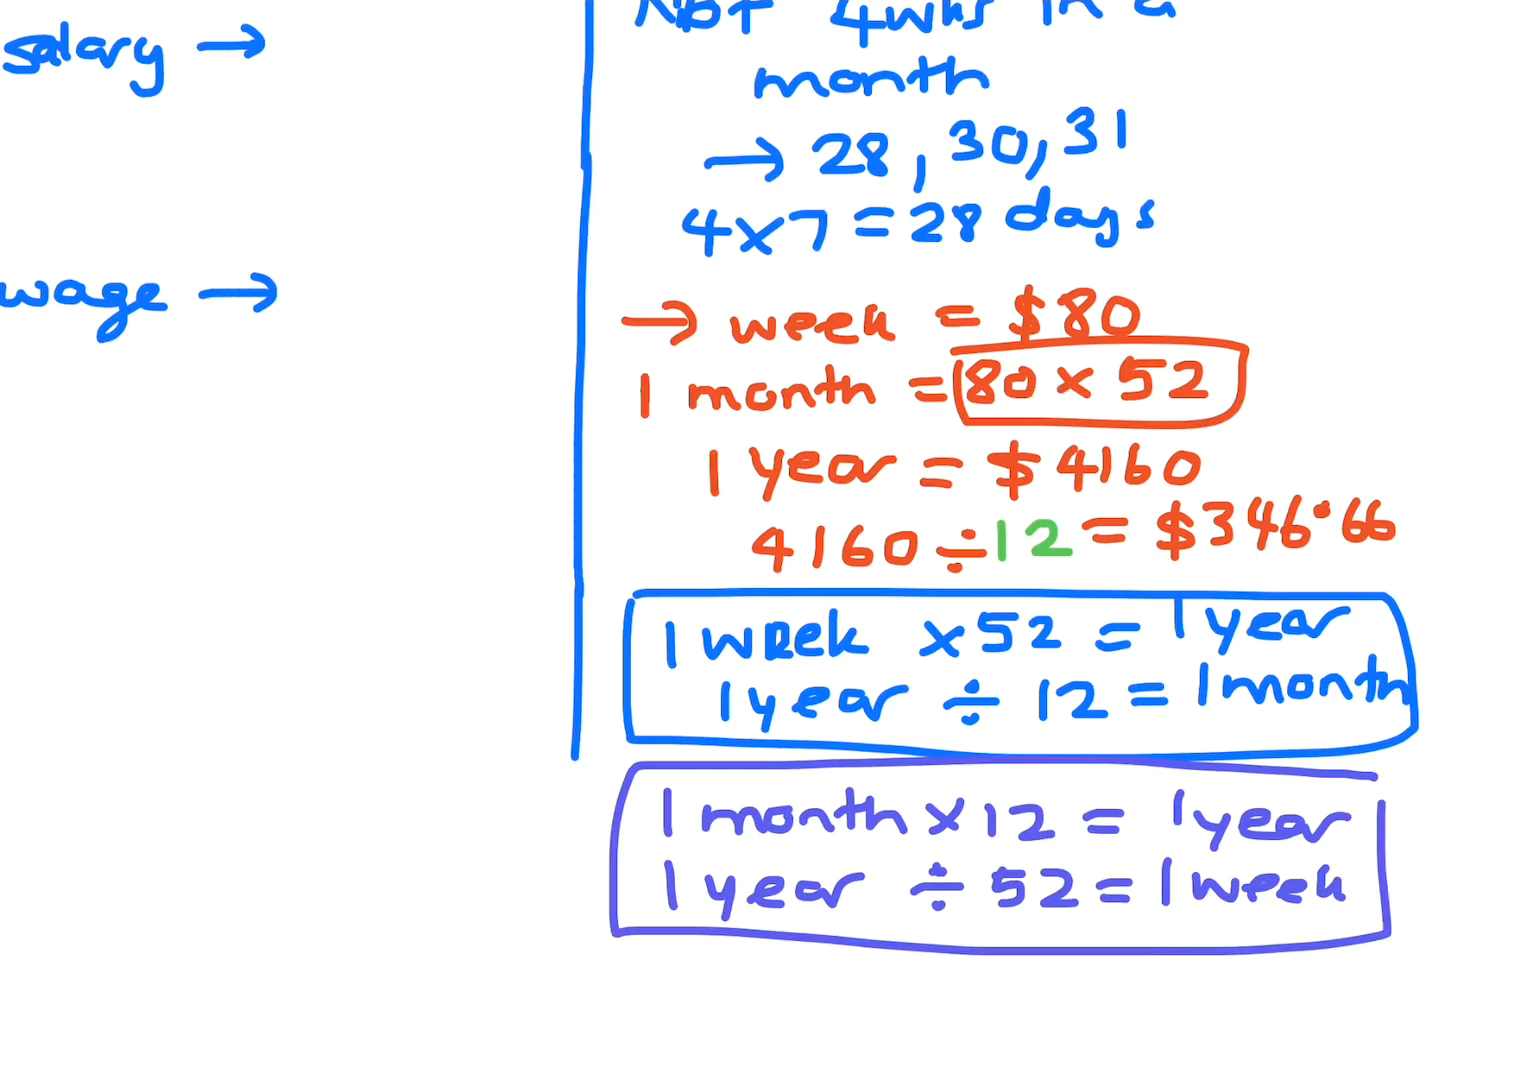 salary →
wage →
NOT 4wks in a
month
→ 28, 30, 31
4x7 = 28 days
→ week = $80
1 month = 80 x 52
1 year = $4160
4160 ÷ 12 = $346.66
1 week x 52 = 1 year
1 year ÷ 12 = 1 month
1 month x 12 = 1 year
1 year ÷ 52 = 1 week